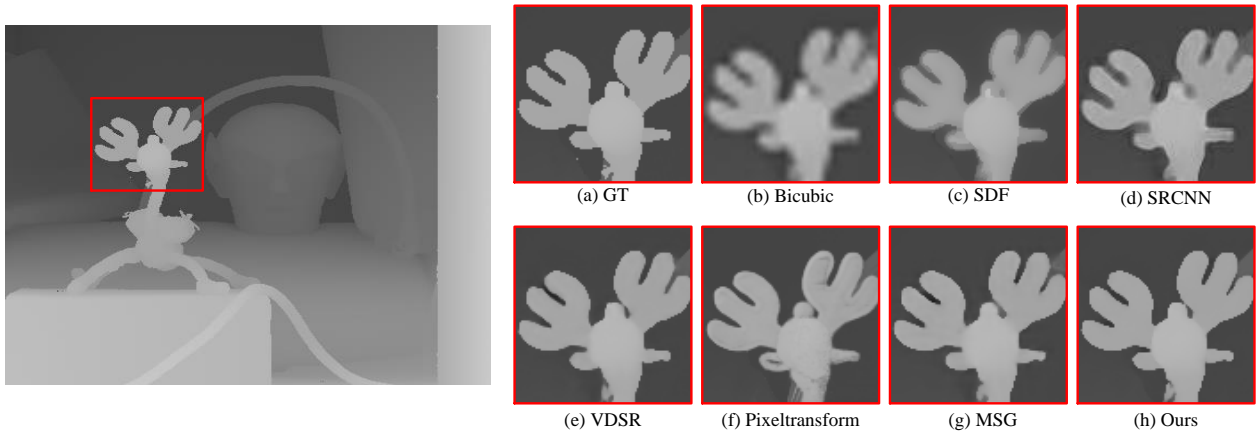 (a) GT
(b) Bicubic
(c) SDF
(d) SRCNN
(e) VDSR
(f) Pixeltransform
(g) MSG
(h) Ours